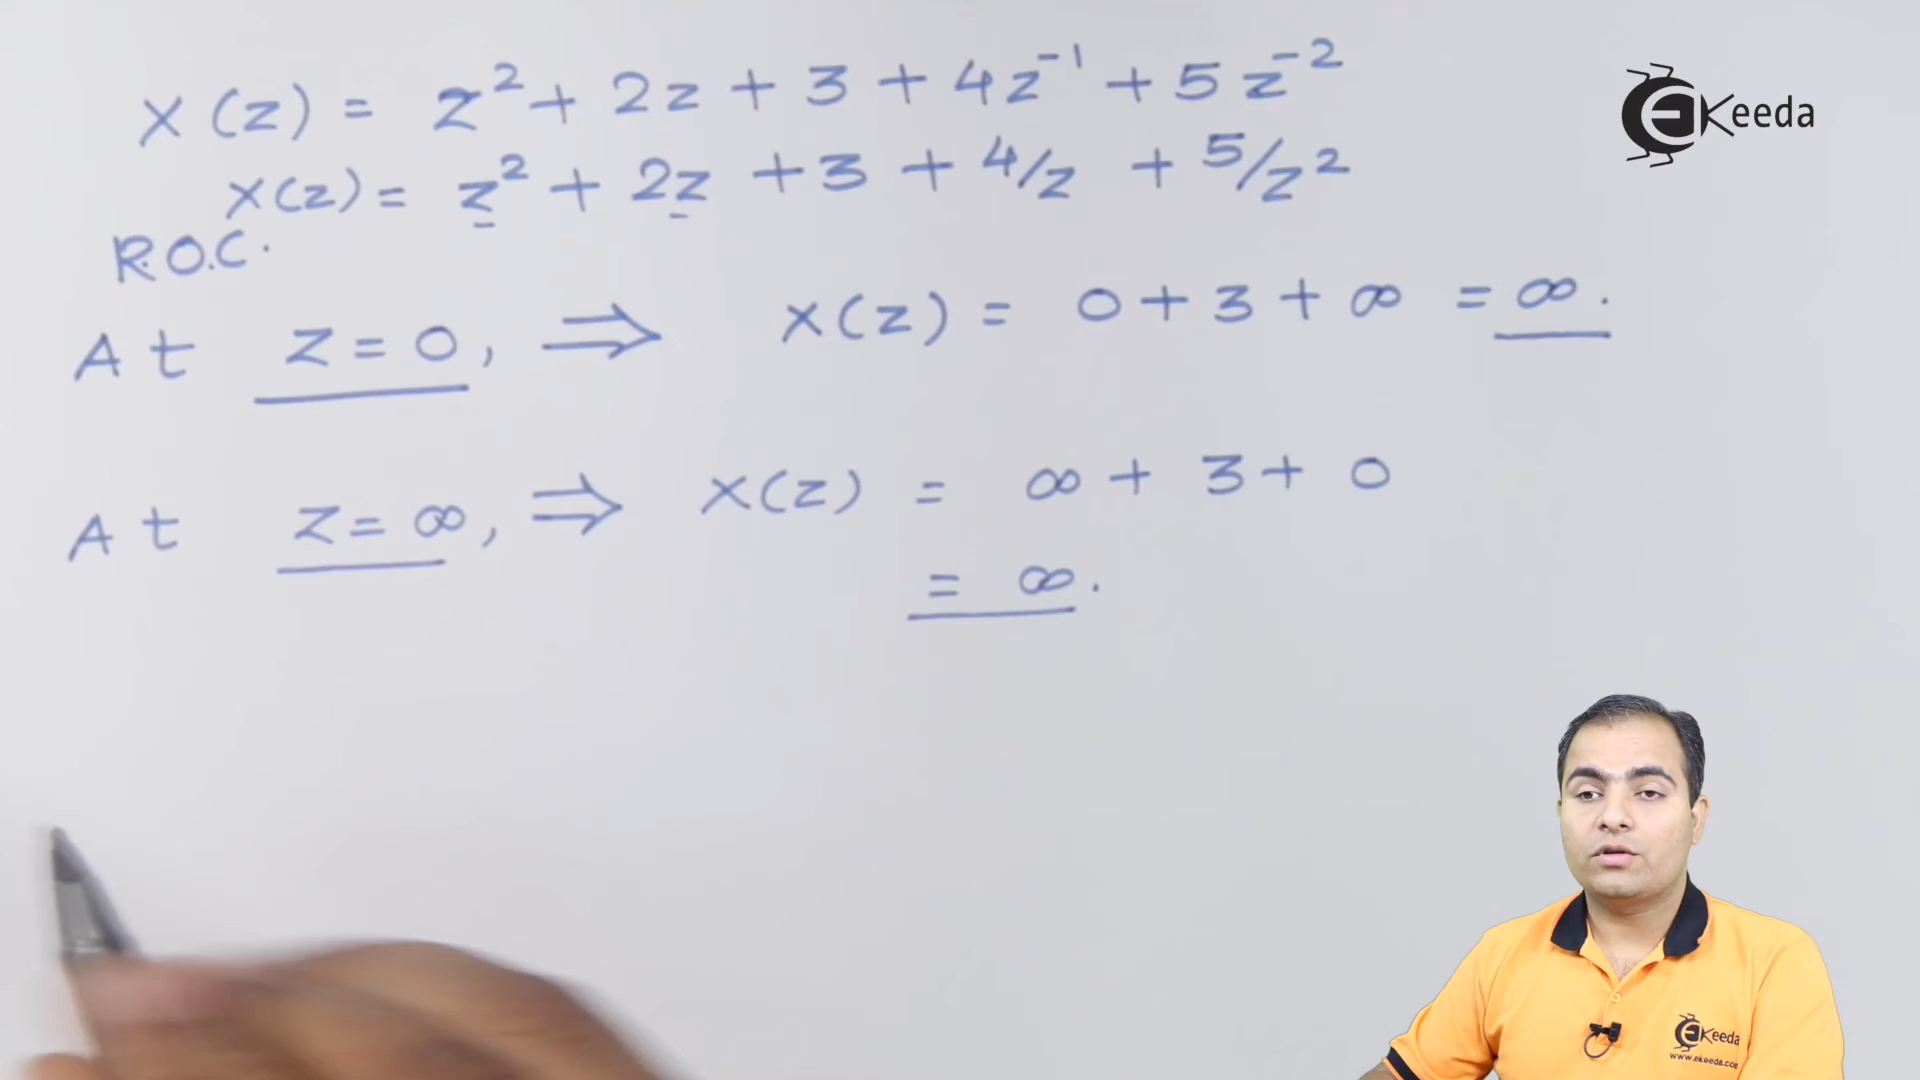 X(z) = z² + 2z + 3 + 4z⁻¹ + 5z⁻²
X(z) = z² + 2z + 3 + 4/z + 5/z²
R.O.C.
At z = 0, ⇒ X(z) = 0 + 3 + ∞ = ∞.
At z = ∞, ⇒ X(z) = ∞ + 3 + 0
= ∞.
EKeeda
EKeeda
www.ekeeda.com